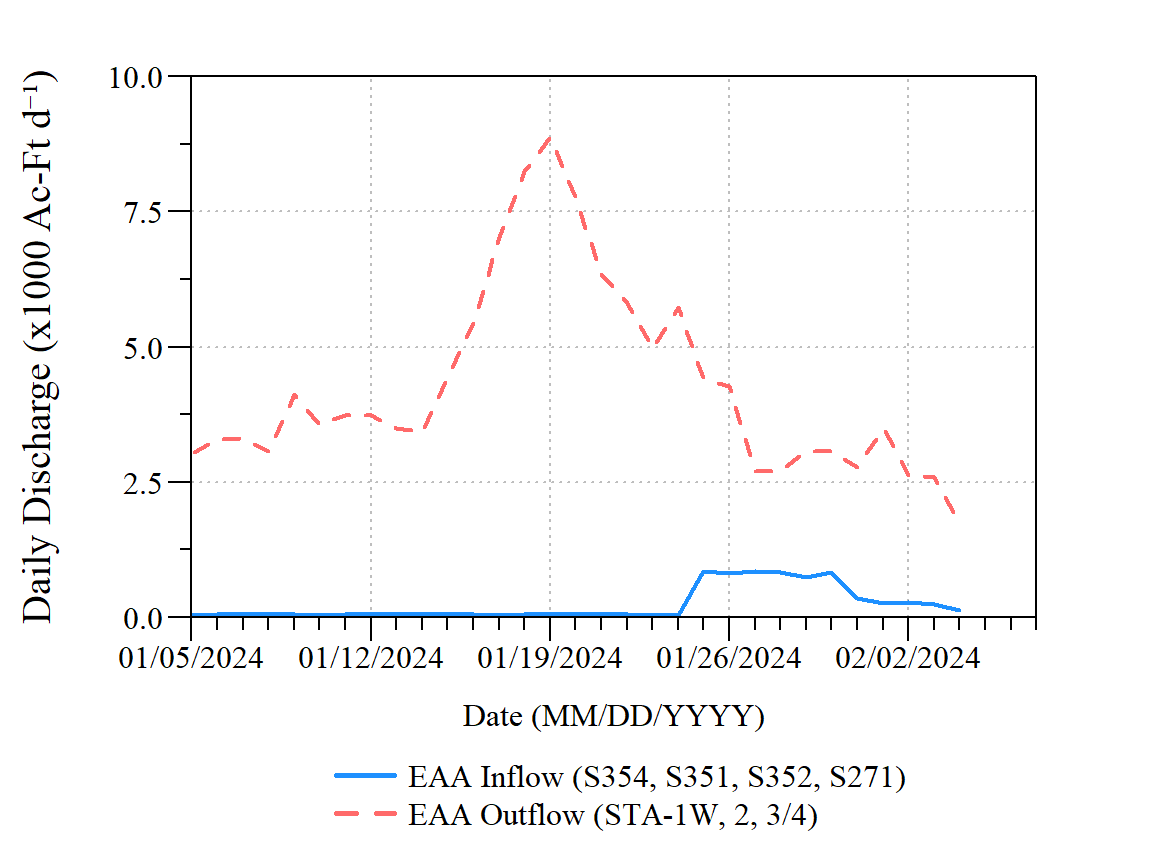 Daily Discharge (x1000 Ac-Ft d⁻¹)
10.0
7.5
5.0
2.5
0.0
01/05/2024 01/12/2024 01/19/2024 01/26/2024 02/02/2024
Date (MM/DD/YYYY)
EAA Inflow (S354, S351, S352, S271)
EAA Outflow (STA-1W, 2, 3/4)